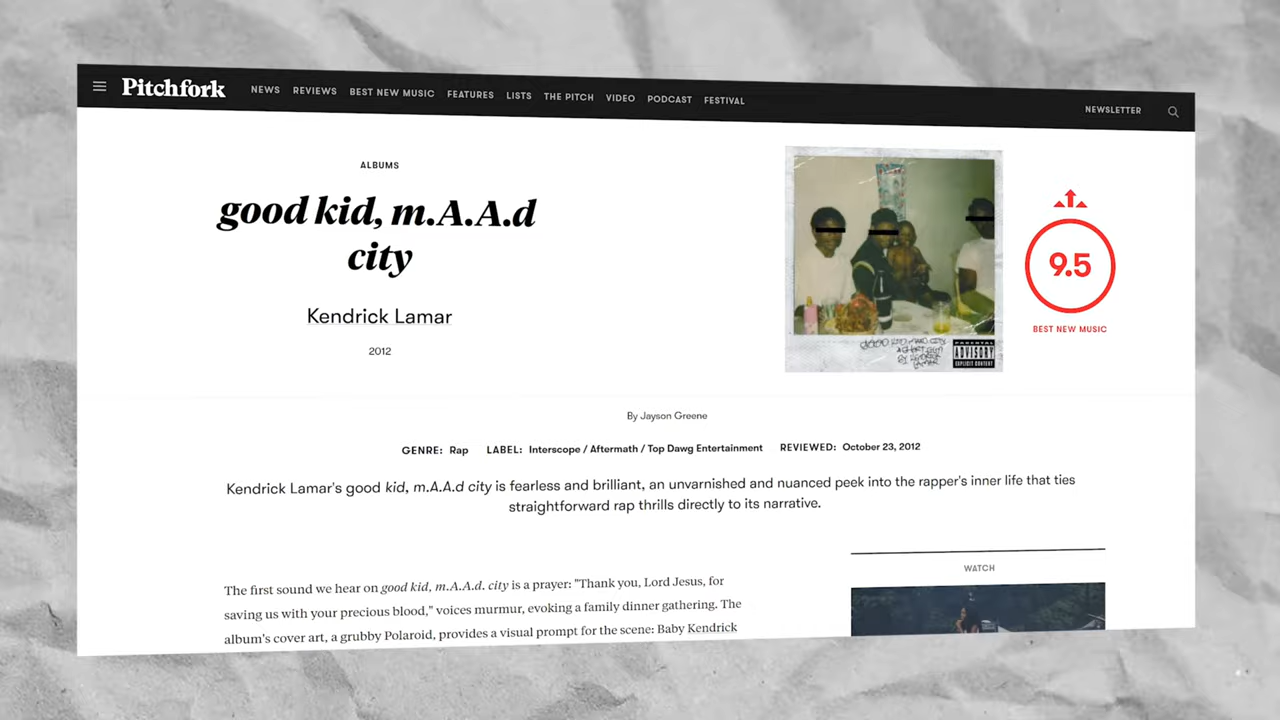 Pitchfork
NEWS REVIEWS BEST NEW MUSIC FEATURES LISTS THE PITCH VIDEO PODCAST FESTIVAL NEWSLETTER
ALBUMS
good kid, m.A.A.d
city
Kendrick Lamar
2012
PARENTAL
ADVISORY
EXPLICIT CONTENT
9.5
BEST NEW MUSIC
By Jayson Greene
GENRE: Rap LABEL: Interscope / Aftermath / Top Dawg Entertainment REVIEWED: October 23, 2012
Kendrick Lamar's good kid, m.A.A.d city is fearless and brilliant, an unvarnished and nuanced peek into the rapper's inner life that ties
straightforward rap thrills directly to its narrative.
WATCH
The first sound we hear on good kid, m.A.A.d. city is a prayer: "Thank you, Lord Jesus, for
saving us with your precious blood," voices murmur, evoking a family dinner gathering. The
album's cover art, a grubby Polaroid, provides a visual prompt for the scene: Baby Kendrick